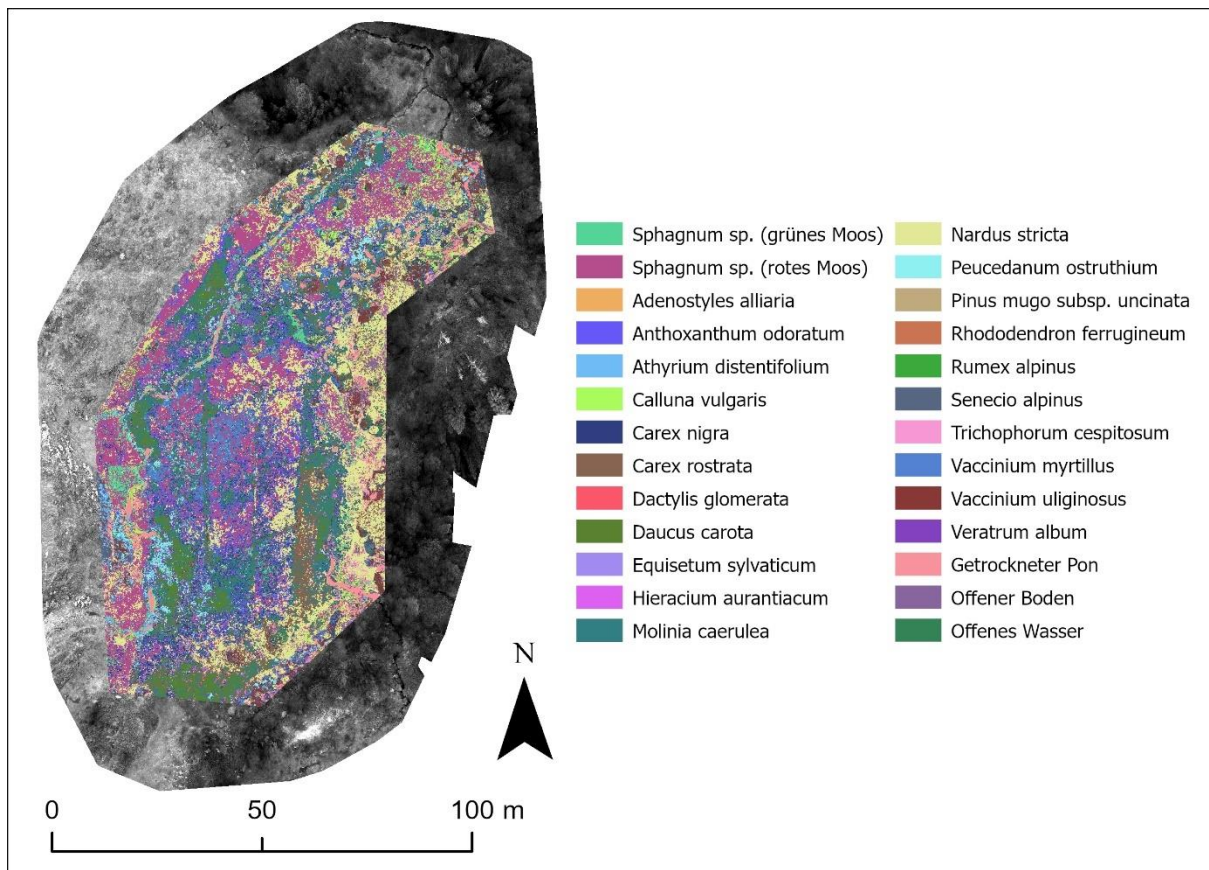 Sphagnum sp. (grünes Moos)
Sphagnum sp. (rotes Moos)
Adenostyles alliaria
Anthoxanthum odoratum
Athyrium distentifolium
Calluna vulgaris
Carex nigra
Carex rostrata
Dactylis glomerata
Daucus carota
Equisetum sylvaticum
Hieracium aurantiacum
Molinia caerulea
Nardus stricta
Peucedanum ostruthium
Pinus mugo subsp. uncinata
Rhododendron ferrugineum
Rumex alpinus
Senecio alpinus
Trichophorum cespitosum
Vaccinium myrtillus
Vaccinium uliginosus
Veratrum album
Getrockneter Pon
Offener Boden
Offenes Wasser
N
0 50 100 m